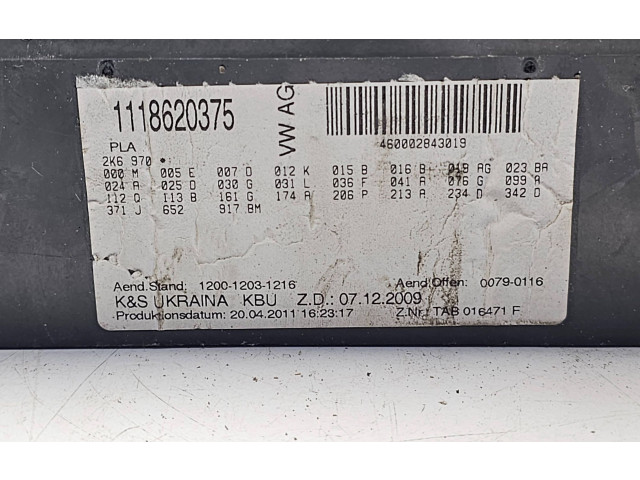 1118620375
VW AG
460002843019
PLA
2K6 970
000 M 005 E 007 D 012 K 015 B 016 B 019 AG 023 BA
024 A 025 D 030 G 031 L 036 F 041 A 076 G 099 A
112 Q 113 B 161 G 174 A 206 P 213 A 234 D 342 D
371 J 652 917 BM
Aend.Stand: 1200-1203-1216 Aend.Offen: 0079-0116
K&S UKRAINA KBU Z.D.: 07.12.2009
Produktionsdatum: 20.04.2011 16:23:17 Z.Nr.: TAB 016471 F